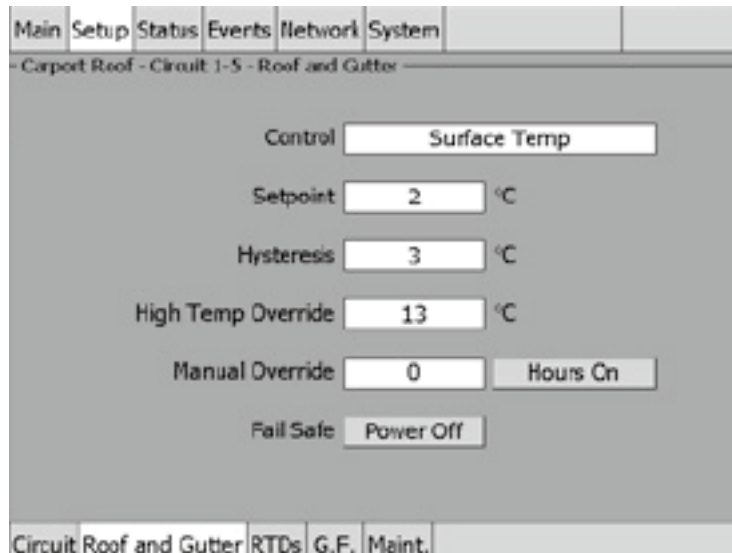 Main Setup Status Events Network System
Carport Roof - Circuit 1-5 - Roof and Gutter
Control Surface Temp
Setpoint 2 °C
Hysteresis 3 °C
High Temp Override 13 °C
Manual Override 0 Hours On
Fail Safe Power Off
Circuit Roof and Gutter RTDs G.F. Maint.